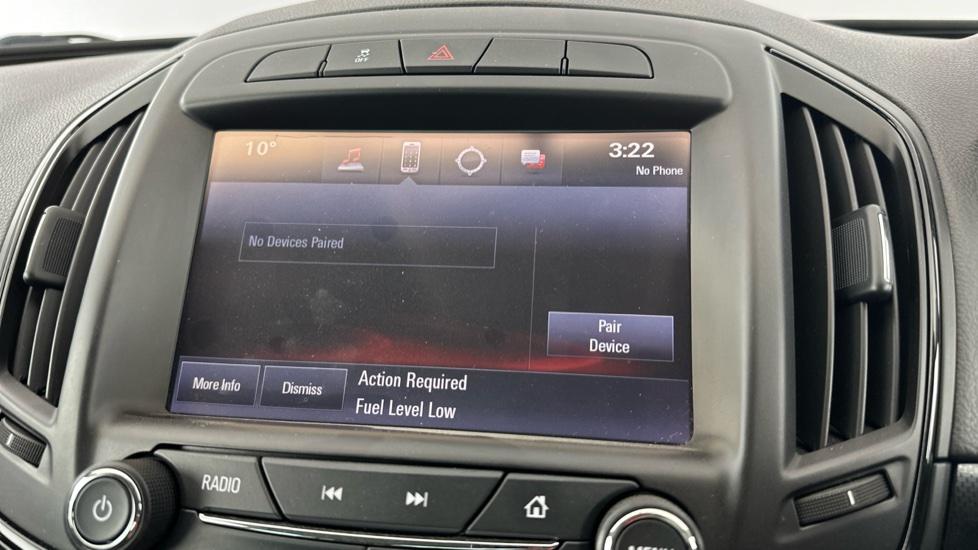 OFF
10°
3:22
No Phone
No Devices Paired
Pair
Device
More Info
Dismiss
Action Required
Fuel Level Low
RADIO
MENU